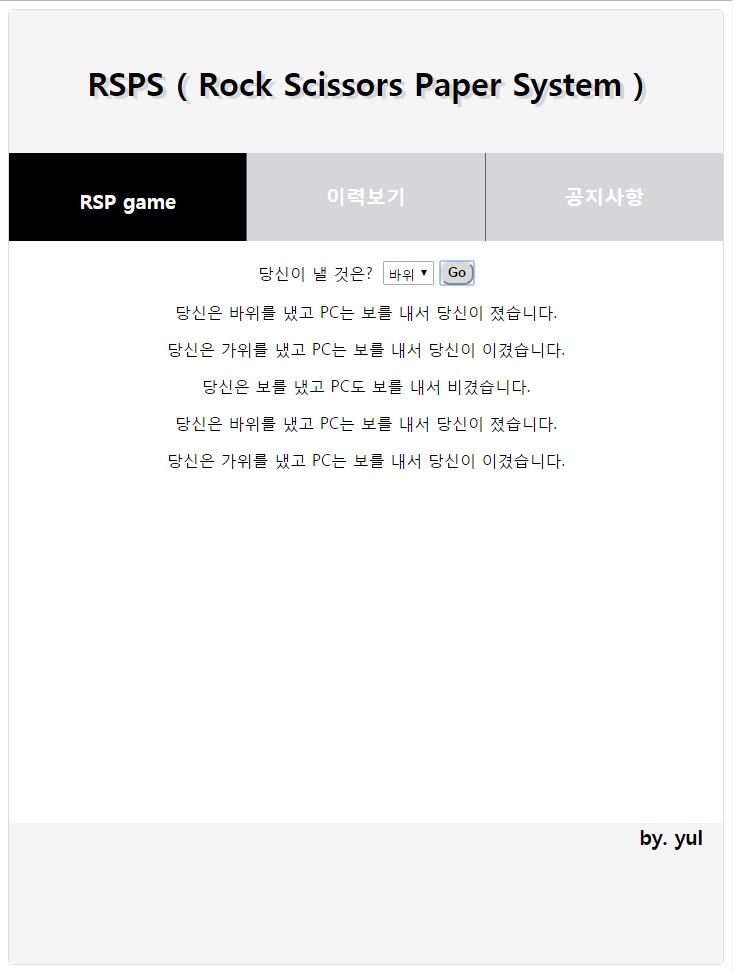 RSPS ( Rock Scissors Paper System )
RSP game
이력보기
공지사항
당신이 낼 것은? 바위 ▼ Go
당신은 바위를 냈고 PC는 보를 내서 당신이 졌습니다.
당신은 가위를 냈고 PC는 보를 내서 당신이 이겼습니다.
당신은 보를 냈고 PC도 보를 내서 비겼습니다.
당신은 바위를 냈고 PC는 보를 내서 당신이 졌습니다.
당신은 가위를 냈고 PC는 보를 내서 당신이 이겼습니다.
by. yul